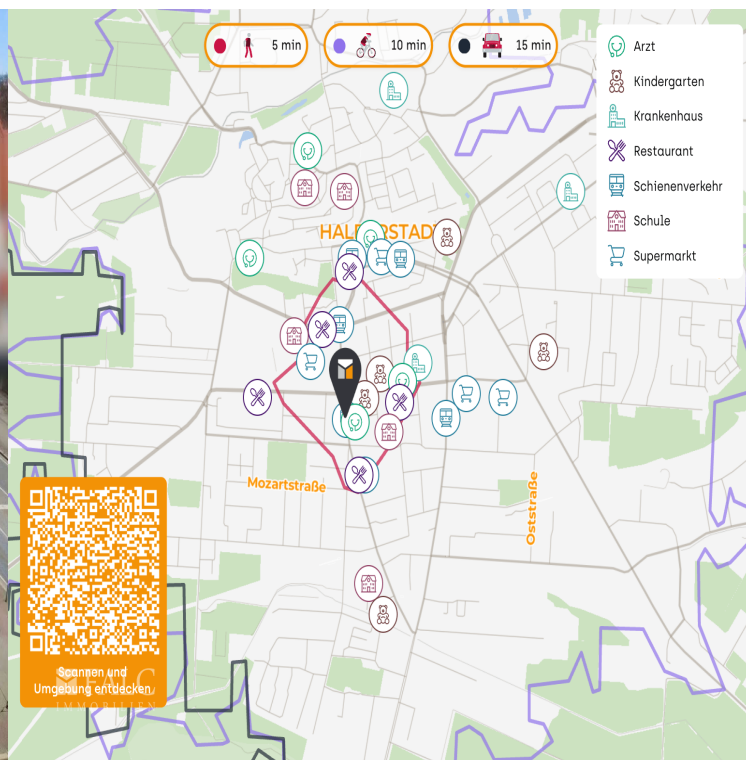 5 min
10 min
15 min
Arzt
Kindergarten
Krankenhaus
Restaurant
Schienenverkehr
Schule
Supermarkt
Mozartstraße
Oststraße
Scannen und
Umgebung entdecken
IMMOBILIEN